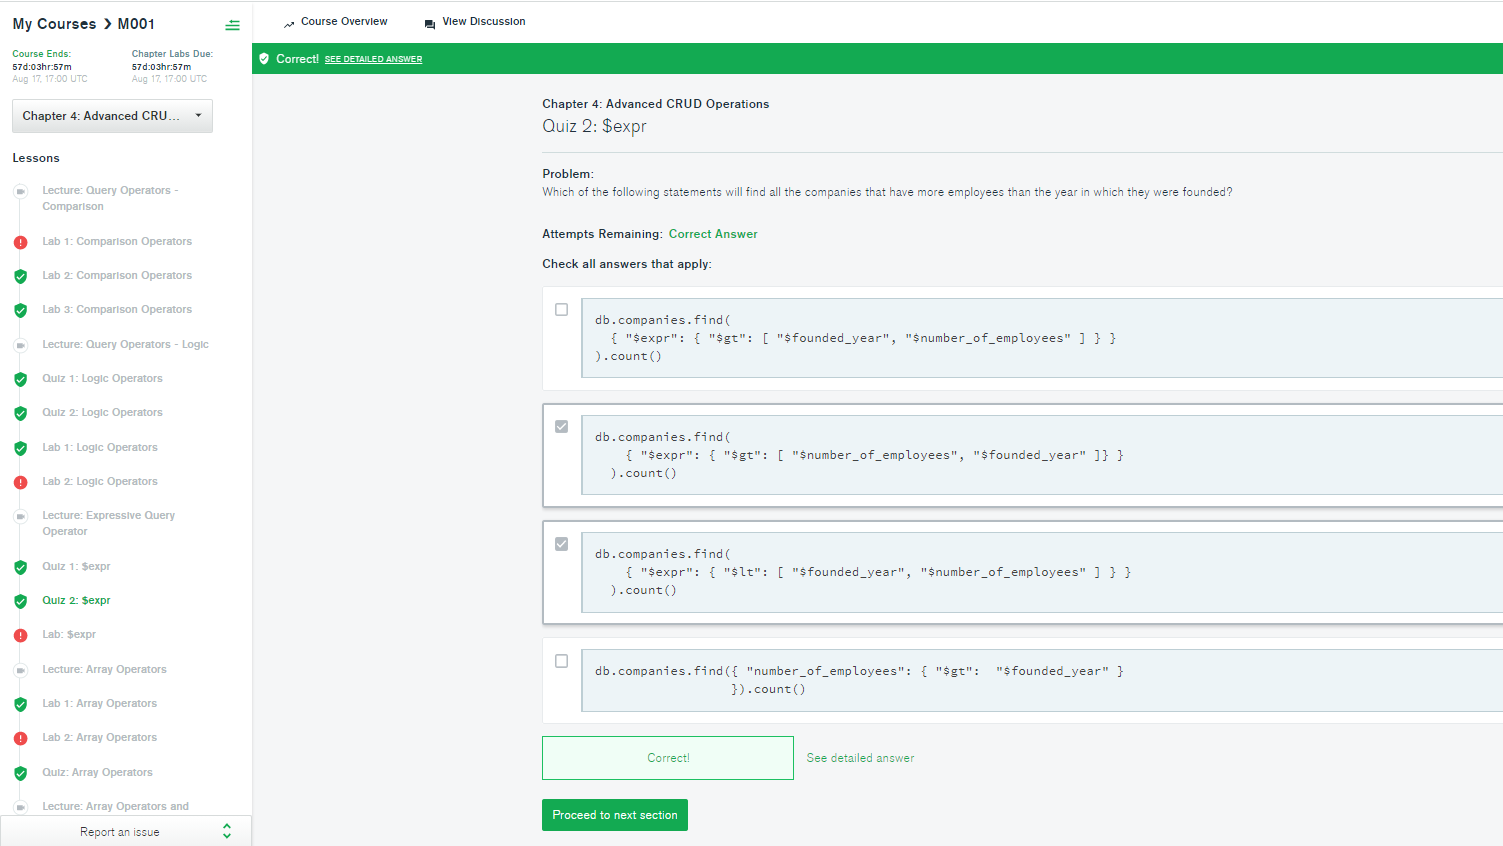 My Courses ❯ M001
Course Ends:
57d:03hr:57m
Aug 17, 17:00 UTC
Chapter Labs Due:
57d:03hr:57m
Aug 17, 17:00 UTC
Chapter 4: Advanced CRU...
Lessons
Lecture: Query Operators -
Comparison
Lab 1: Comparison Operators
Lab 2: Comparison Operators
Lab 3: Comparison Operators
Lecture: Query Operators - Logic
Quiz 1: Logic Operators
Quiz 2: Logic Operators
Lab 1: Logic Operators
Lab 2: Logic Operators
Lecture: Expressive Query
Operator
Quiz 1: $expr
Quiz 2: $expr
Lab: $expr
Lecture: Array Operators
Lab 1: Array Operators
Lab 2: Array Operators
Quiz: Array Operators
Lecture: Array Operators and
Report an issue
Course Overview
View Discussion
Correct! SEE DETAILED ANSWER
Chapter 4: Advanced CRUD Operations
Quiz 2: $expr
Problem:
Which of the following statements will find all the companies that have more employees than the year in which they were founded?
Attempts Remaining: Correct Answer
Check all answers that apply:
db.companies.find(
{ "$expr": { "$gt": [ "$founded_year", "$number_of_employees" ] } }
).count()
db.companies.find(
{ "$expr": { "$gt": [ "$number_of_employees", "$founded_year" ]} }
).count()
db.companies.find(
{ "$expr": { "$lt": [ "$founded_year", "$number_of_employees" ] } }
).count()
db.companies.find({ "number_of_employees": { "$gt":  "$founded_year" }
}).count()
Correct!
See detailed answer
Proceed to next section